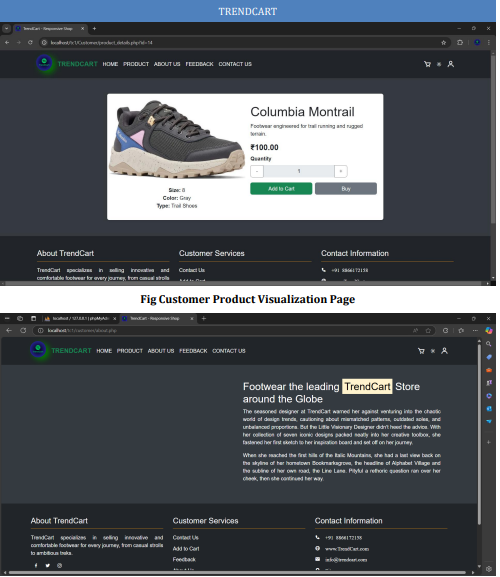 TRENDCART
TrendCart - Responsive Shop
localhost/tc1/Customer/product_details.php?id=14
TRENDCART HOME PRODUCT ABOUT US FEEDBACK CONTACT US
Columbia Montrail
Footwear engineered for trail running and rugged
terrain.
₹100.00
Quantity
- 1 +
Add to Cart Buy
Size: 8
Color: Gray
Type: Trail Shoes
About TrendCart Customer Services Contact Information
TrendCart specializes in selling innovative and Contact Us +91 8866172158
comfortable footwear for every journey, from casual strolls
Fig Customer Product Visualization Page
localhost / 127.0.0.1 | phpMyAd TrendCart - Responsive Shop
localhost/tc1/customer/about.php
TRENDCART HOME PRODUCT ABOUT US FEEDBACK CONTACT US
Footwear the leading TrendCart Store
around the Globe
The seasoned designer at TrendCart warned her against venturing into the chaotic
world of design trends, cautioning about mismatched patterns, outdated soles, and
unbalanced proportions. But the Little Visionary Designer didn't heed the advice. With
her collection of seven iconic designs packed neatly into her creative toolbox, she
fastened her first sketch to her inspiration board and set off on her journey.
When she reached the first hills of the Italic Mountains, she had a last view back on
the skyline of her hometown Bookmarksgrove, the headline of Alphabet Village and
the subline of her own road, the Line Lane. Pityful a rethoric question ran over her
cheek, then she continued her way.
About TrendCart Customer Services Contact Information
TrendCart specializes in selling innovative and Contact Us +91 8866172158
comfortable footwear for every journey, from casual strolls Add to Cart www.TrendCart.com
to ambitious treks. Feedback info@trendcart.com